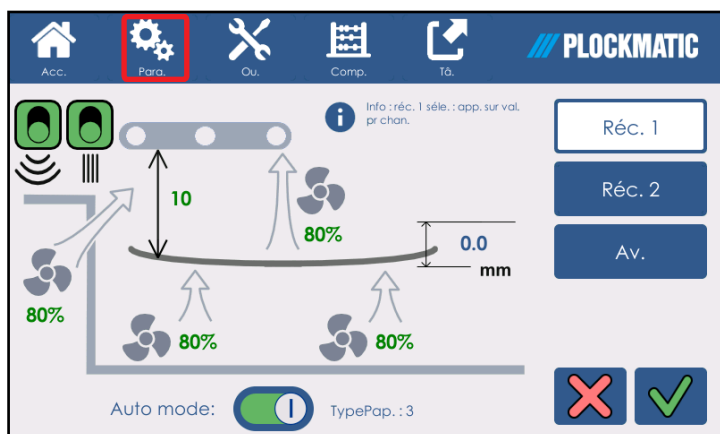 Acc.
Para.
Ou.
Comp.
Tâ.
PLOCKMATIC
Info : réc. 1 séle. : app. sur val.
pr chan.
Réc. 1
Réc. 2
Av.
10
80%
0.0
mm
80%
80%
80%
Auto mode:
TypePap. : 3